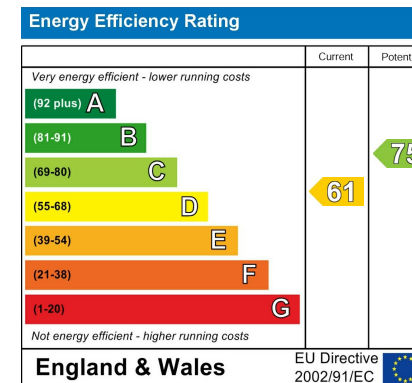 Energy Efficiency Rating
Current Potent
Very energy efficient - lower running costs
(92 plus) A
(81-91) B
(69-80) C
(55-68) D
(39-54) E
(21-38) F
(1-20) G
61
75
Not energy efficient - higher running costs
England & Wales
EU Directive
2002/91/EC